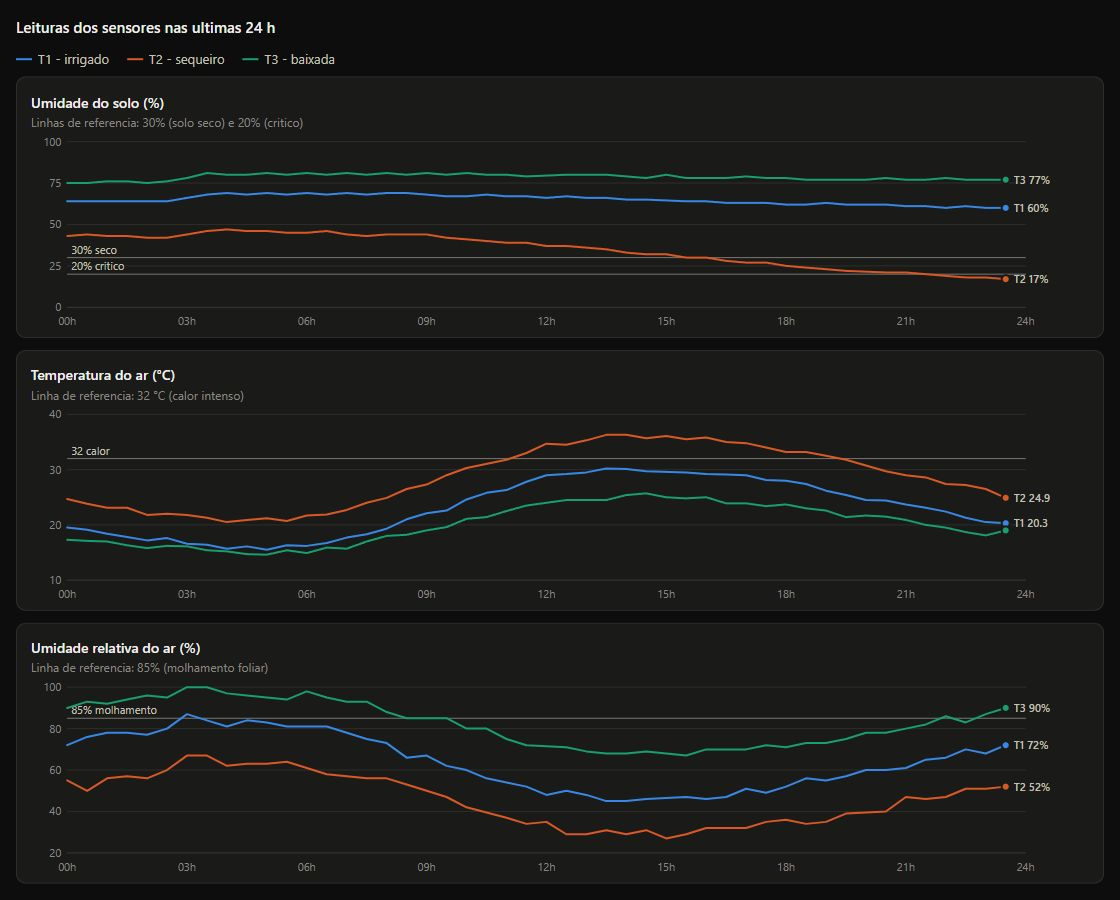 Leituras dos sensores nas ultimas 24 h
T1 - irrigado T2 - sequeiro T3 - baixada
Umidade do solo (%)
Linhas de referencia: 30% (solo seco) e 20% (critico)
100
75
50
25
0
30% seco
20% critico
T3 77%
T1 60%
T2 17%
00h 03h 06h 09h 12h 15h 18h 21h 24h
Temperatura do ar (°C)
Linha de referencia: 32 °C (calor intenso)
40
30
20
10
32 calor
T2 24.9
T1 20.3
00h 03h 06h 09h 12h 15h 18h 21h 24h
Umidade relativa do ar (%)
Linha de referencia: 85% (molhamento foliar)
100
80
60
40
20
85% molhamento
T3 90%
T1 72%
T2 52%
00h 03h 06h 09h 12h 15h 18h 21h 24h